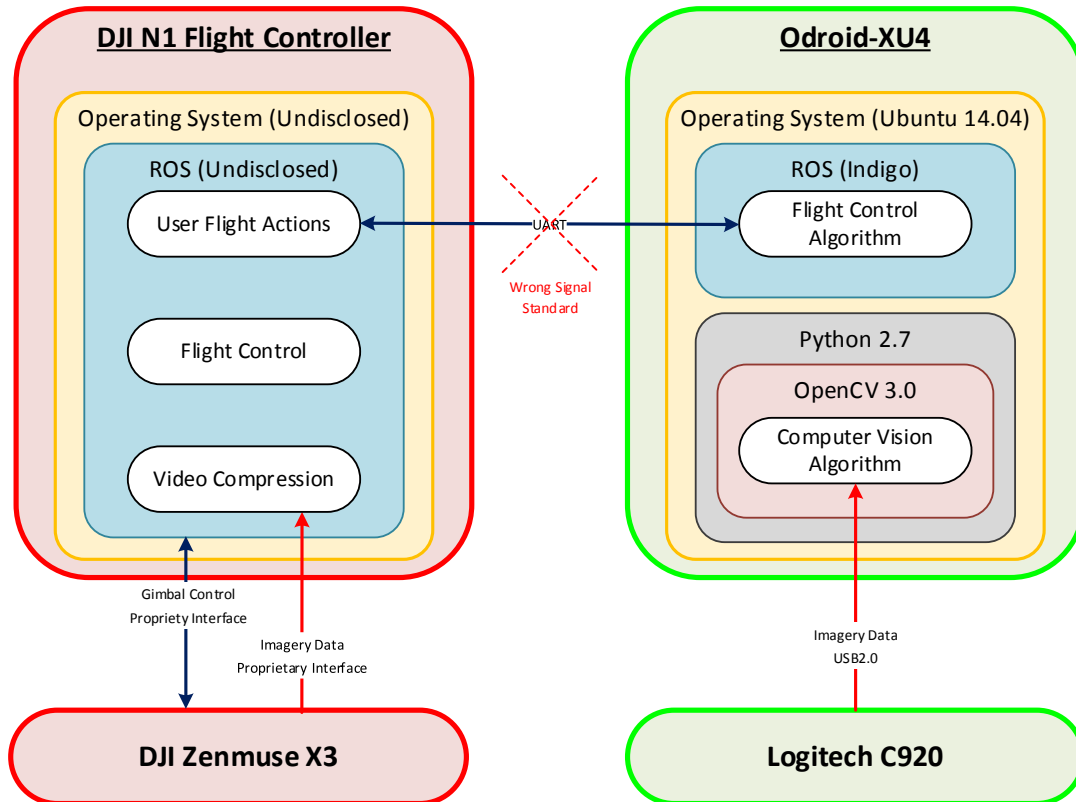 DJI N1 Flight Controller
Operating System (Undisclosed)
ROS (Undisclosed)
User Flight Actions
Flight Control
Video Compression
Gimbal Control
Propriety Interface
Imagery Data
Proprietary Interface
DJI Zenmuse X3
UART
Wrong Signal
Standard
Odroid-XU4
Operating System (Ubuntu 14.04)
ROS (Indigo)
Flight Control
Algorithm
Python 2.7
OpenCV 3.0
Computer Vision
Algorithm
Imagery Data
USB2.0
Logitech C920